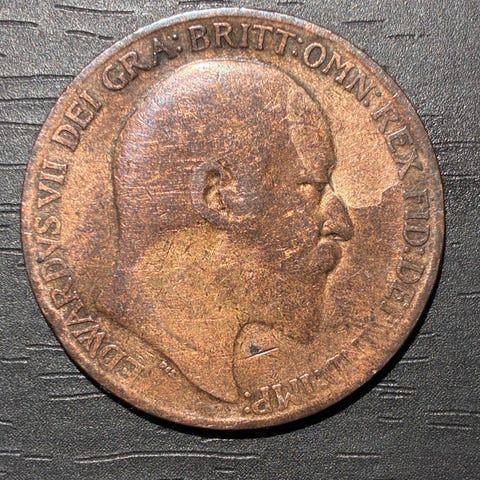 EDWARDVS VII DEI GRA: BRITT: OMN: REX FID: DEF: IND: IMP: